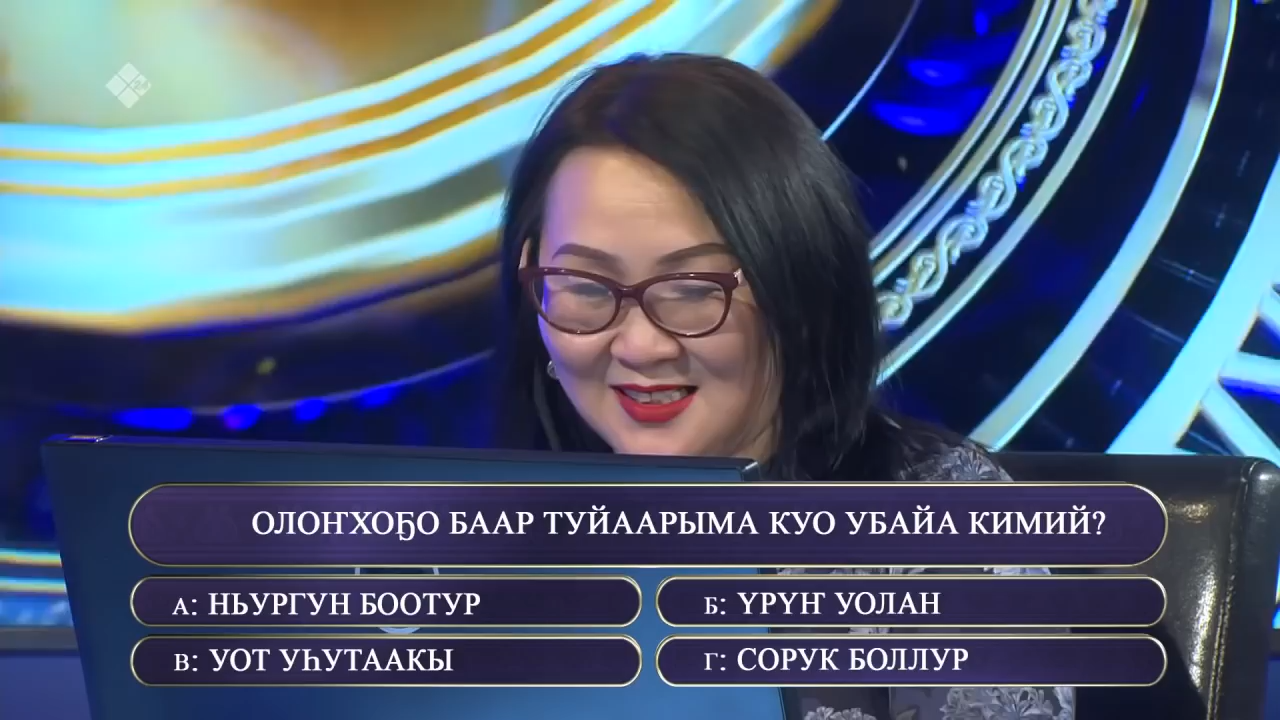 ОЛОҤХОҔО БААР ТУЙААРЫМА КУО УБАЙА КИМИЙ?
А: НЬУРГУН БООТУР
Б: ҮРҮҤ УОЛАН
В: УОТ УҺУТААКЫ
Г: СОРУК БОЛЛУР